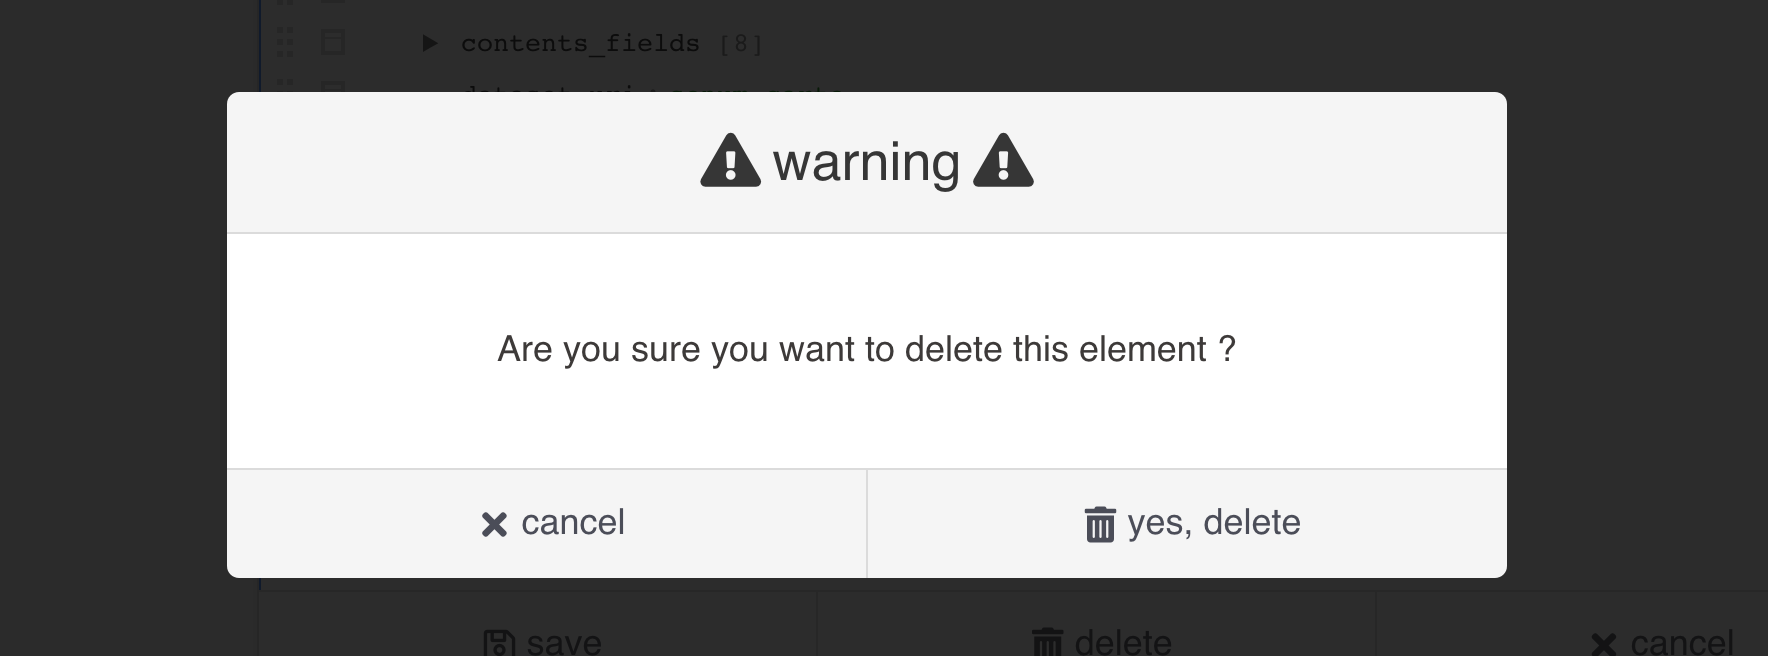 contents_fields [8]
warning
Are you sure you want to delete this element ?
cancel
yes, delete
save
delete
cancel